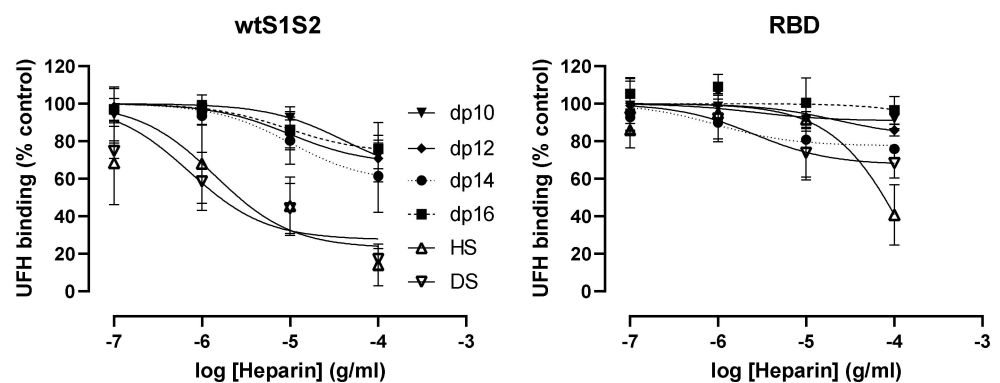 wtS1S2
UFH binding (% control)
120
100
80
60
40
20
0
-7
-6
-5
-4
-3
log [Heparin] (g/ml)
dp10
dp12
dp14
dp16
HS
DS
RBD
UFH binding (% control)
120
100
80
60
40
20
0
-7
-6
-5
-4
-3
log [Heparin] (g/ml)